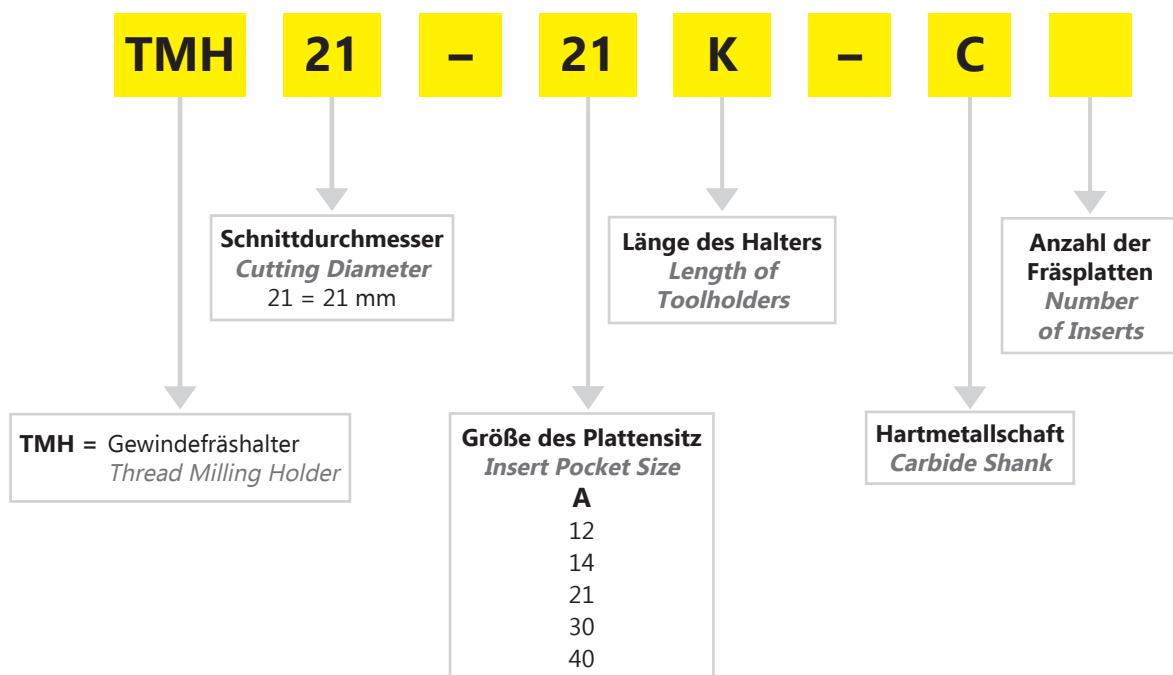 TMH 21 – 21 K – C
Schnittdurchmesser
Cutting Diameter
21 = 21 mm
Länge des Halters
Length of
Toolholders
Anzahl der
Fräsplatten
Number
of Inserts
TMH = Gewindefräshalter
Thread Milling Holder
Größe des Plattensitz
Insert Pocket Size
A
12
14
21
30
40
Hartmetallschaft
Carbide Shank